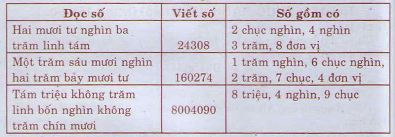 Đọc số Viết số Số gồm có
Hai mươi tư nghìn ba
trăm linh tám
24308
2 chục nghìn, 4 nghìn
3 trăm, 8 đơn vị
Một trăm sáu mươi nghìn
hai trăm bảy mươi tư
160274
1 trăm nghìn, 6 chục nghìn,
2 trăm, 7 chục, 4 đơn vị
Tám triệu không trăm
linh bốn nghìn không
trăm chín mươi
8004090
8 triệu, 4 nghìn, 9 chục